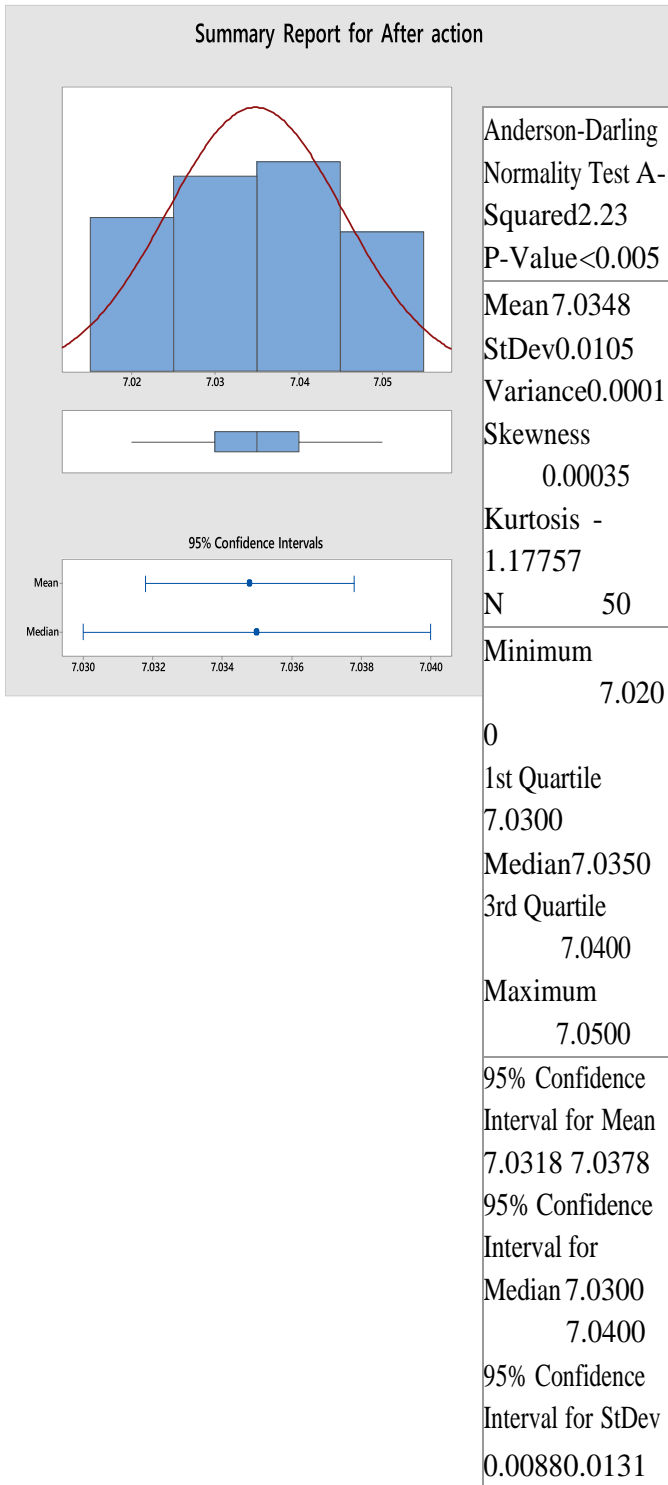 Summary Report for After action
7.02 7.03 7.04 7.05
95% Confidence Intervals
Mean
Median
7.030 7.032 7.034 7.036 7.038 7.040
Anderson-Darling
Normality Test A-
Squared2.23
P-Value<0.005
Mean7.0348
StDev0.0105
Variance0.0001
Skewness
0.00035
Kurtosis -
1.17757
N 50
Minimum
7.020
0
1st Quartile
7.0300
Median7.0350
3rd Quartile
7.0400
Maximum
7.0500
95% Confidence
Interval for Mean
7.0318 7.0378
95% Confidence
Interval for
Median7.0300
7.0400
95% Confidence
Interval for StDev
0.00880.0131